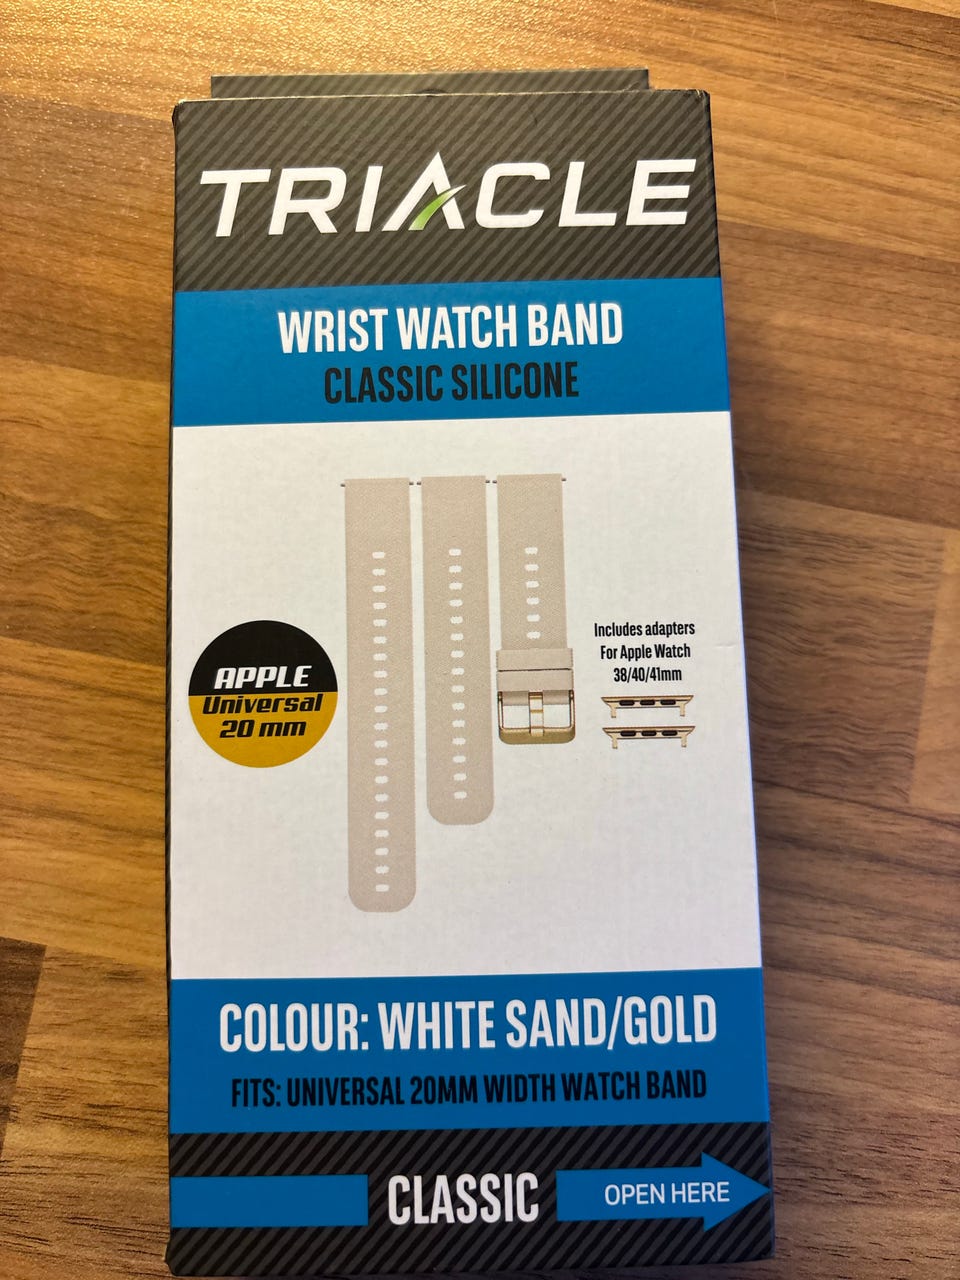 TRIACLE
WRIST WATCH BAND
CLASSIC SILICONE
APPLE
Universal
20 mm
Includes adapters
For Apple Watch
38/40/41mm
COLOUR: WHITE SAND/GOLD
FITS: UNIVERSAL 20MM WIDTH WATCH BAND
CLASSIC
OPEN HERE